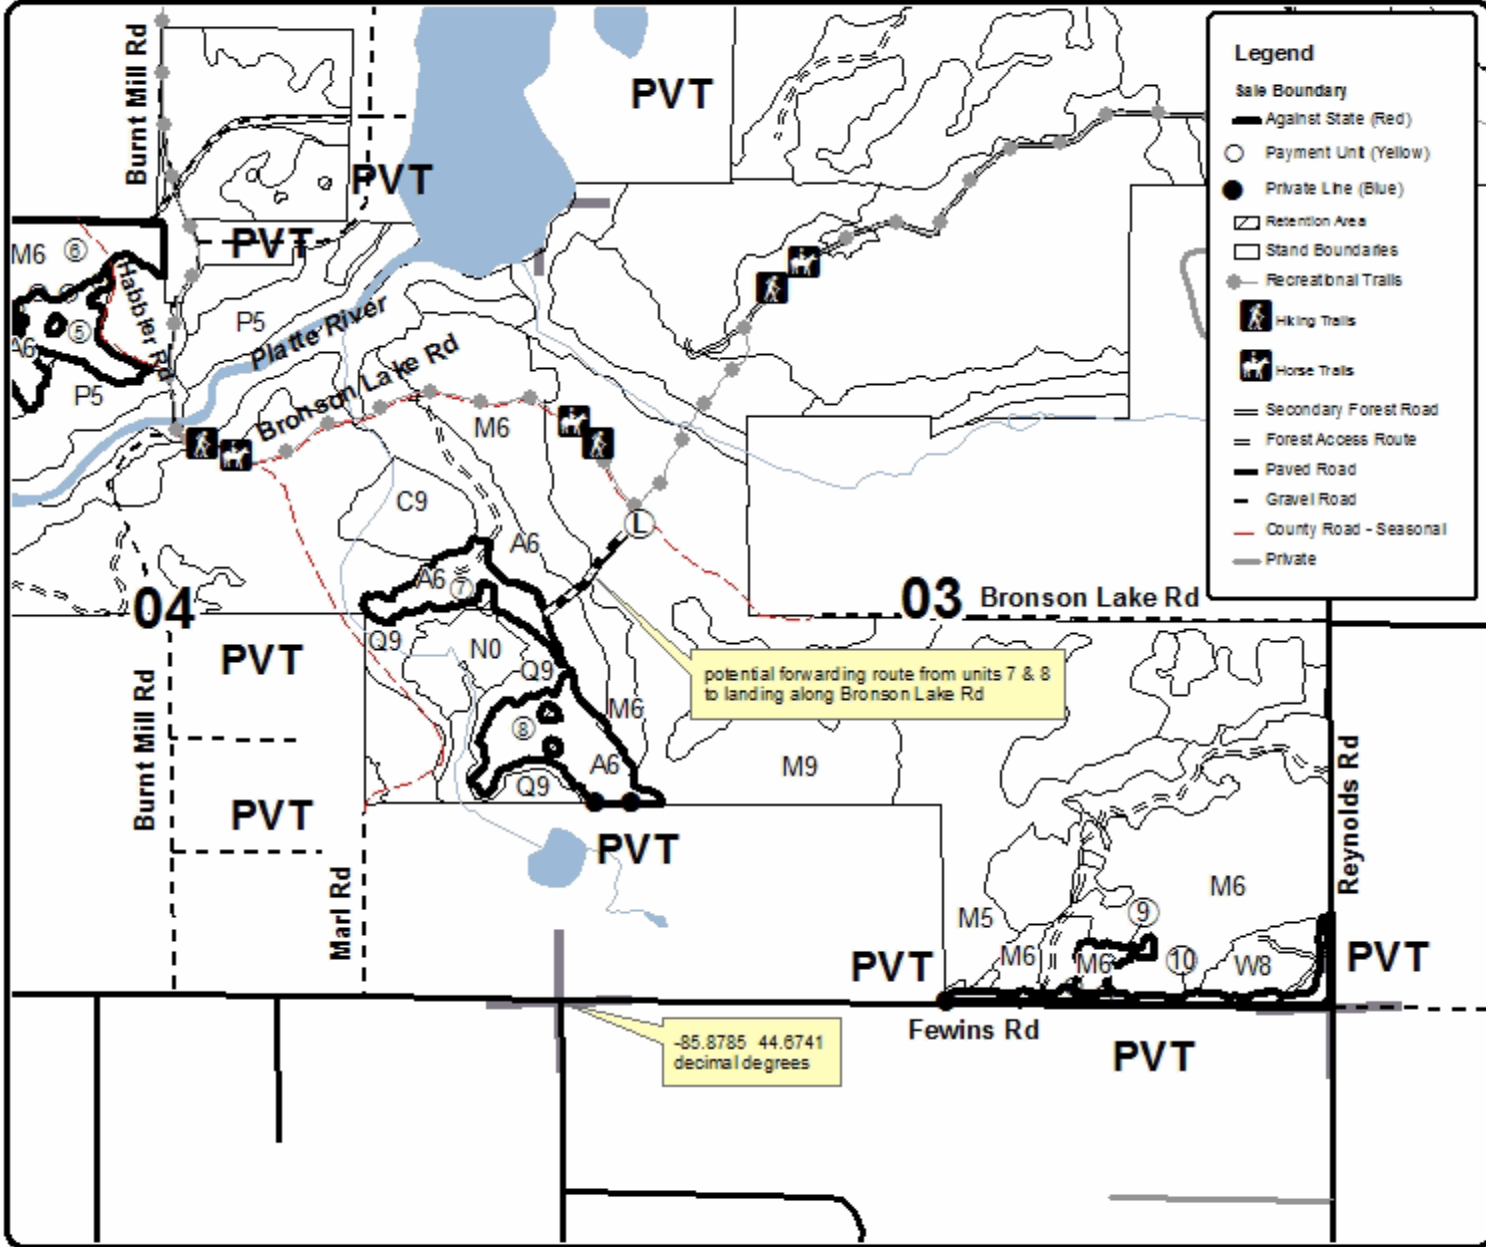 Burnt Mill Rd
PVT
PVT
PVT
M6
6
Habbler Rd
5
A6
P5
P5
Platte River
Bronson Lake Rd
M6
C9
L
A6
A6
7
04
03
Bronson Lake Rd
Q9
N0
Q9
PVT
potential forwarding route from units 7 & 8
to landing along Bronson Lake Rd
M6
8
A6
Q9
M9
Burnt Mill Rd
PVT
PVT
Marl Rd
Reynolds Rd
M6
M5
9
M6
M6
10
W8
PVT
PVT
Fewins Rd
-85.8785 44.6741
decimal degrees
PVT
Legend
Sale Boundary
Against State (Red)
Payment Unit (Yellow)
Private Line (Blue)
Retention Area
Stand Boundaries
Recreational Trails
Hiking Trails
Horse Trails
Secondary Forest Road
Forest Access Route
Paved Road
Gravel Road
County Road - Seasonal
Private